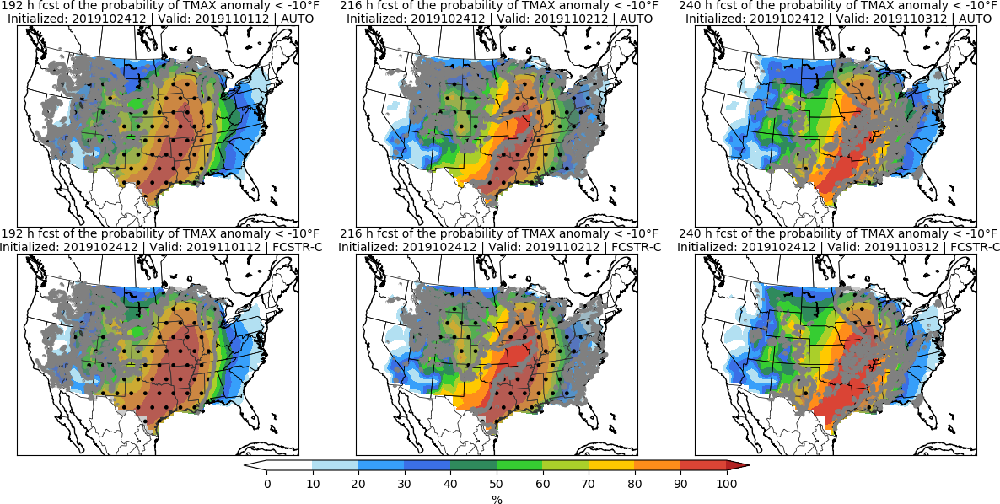 192 h fcst of the probability of TMAX anomaly < -10°F
Initialized: 2019102412 | Valid: 2019110112 | AUTO
216 h fcst of the probability of TMAX anomaly < -10°F
Initialized: 2019102412 | Valid: 2019110212 | AUTO
240 h fcst of the probability of TMAX anomaly < -10°F
Initialized: 2019102412 | Valid: 2019110312 | AUTO
192 h fcst of the probability of TMAX anomaly < -10°F
Initialized: 2019102412 | Valid: 2019110112 | FCSTR-C
216 h fcst of the probability of TMAX anomaly < -10°F
Initialized: 2019102412 | Valid: 2019110212 | FCSTR-C
240 h fcst of the probability of TMAX anomaly < -10°F
Initialized: 2019102412 | Valid: 2019110312 | FCSTR-C
0 10 20 30 40 50 60 70 80 90 100
%